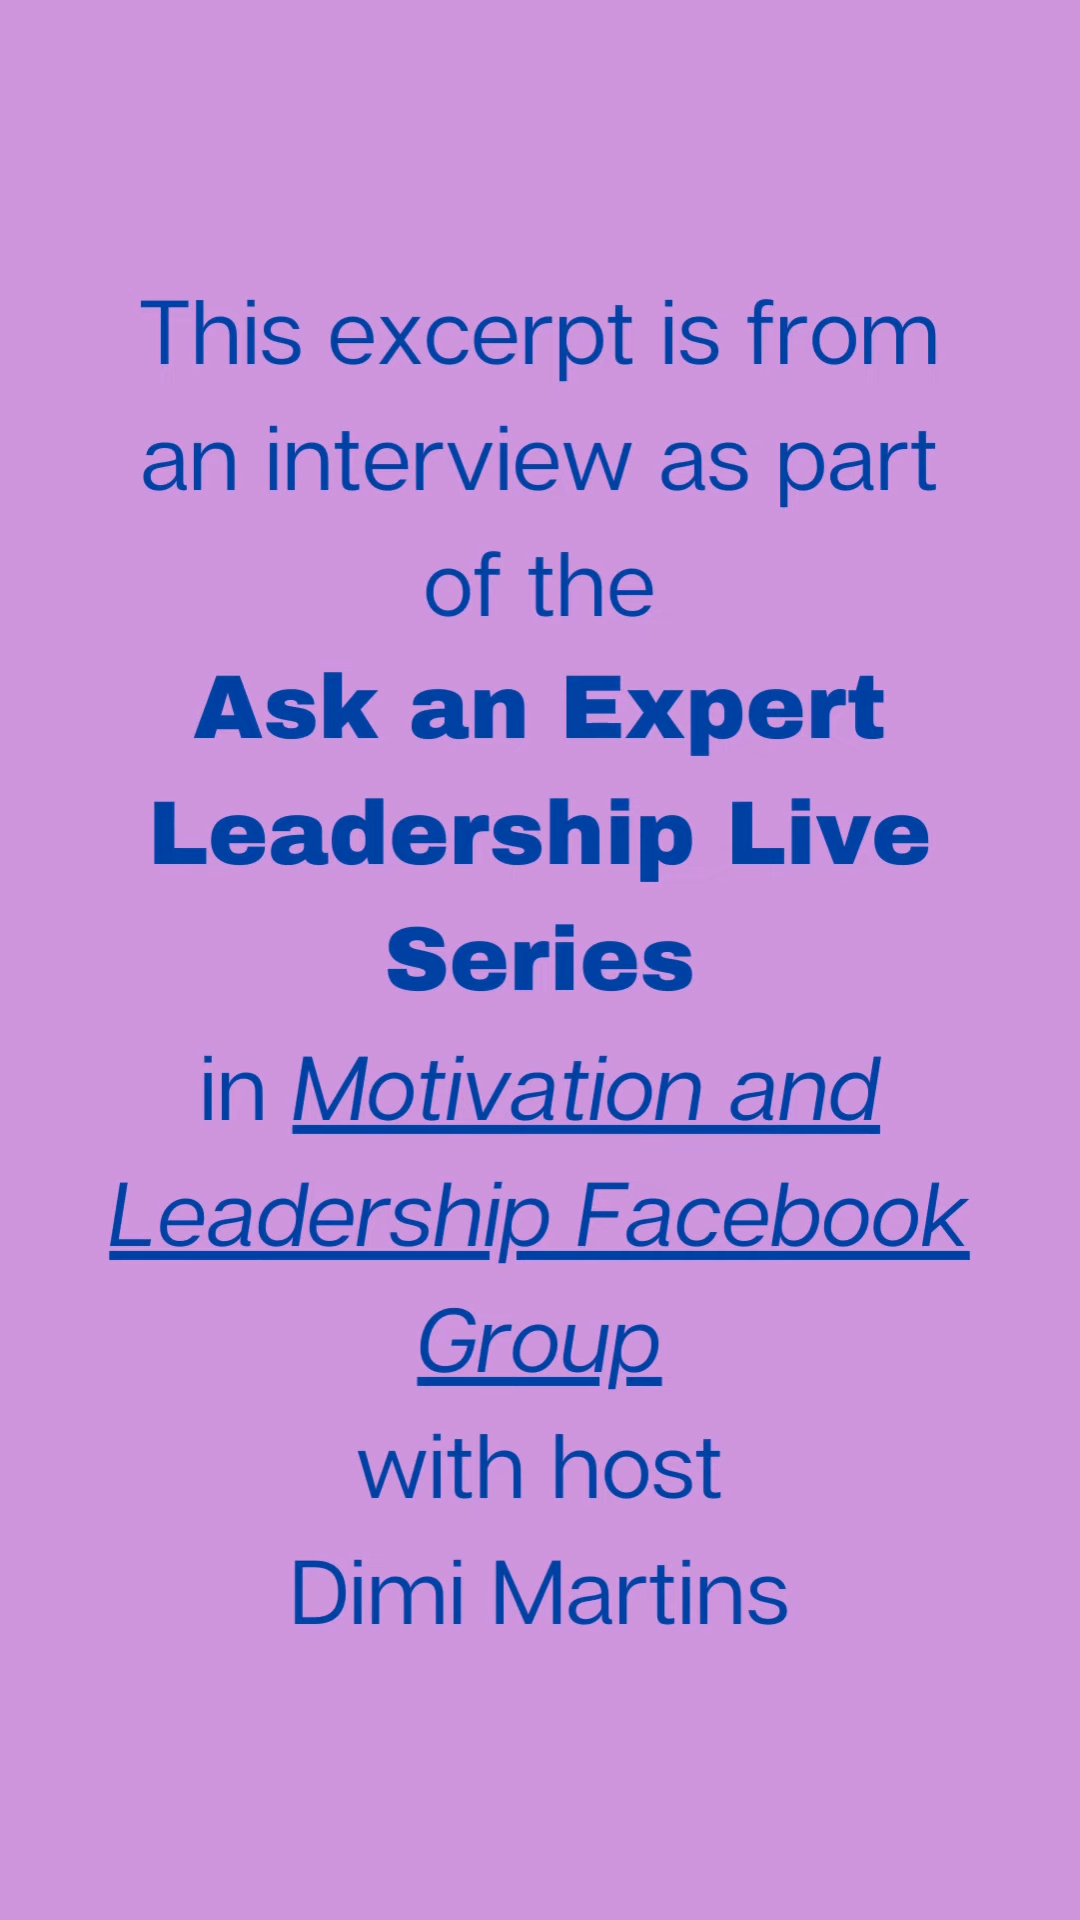 This excerpt is from
an interview as part
of the
Ask an Expert
Leadership Live
Series
in Motivation and
Leadership Facebook
Group
with host
Dimi Martins